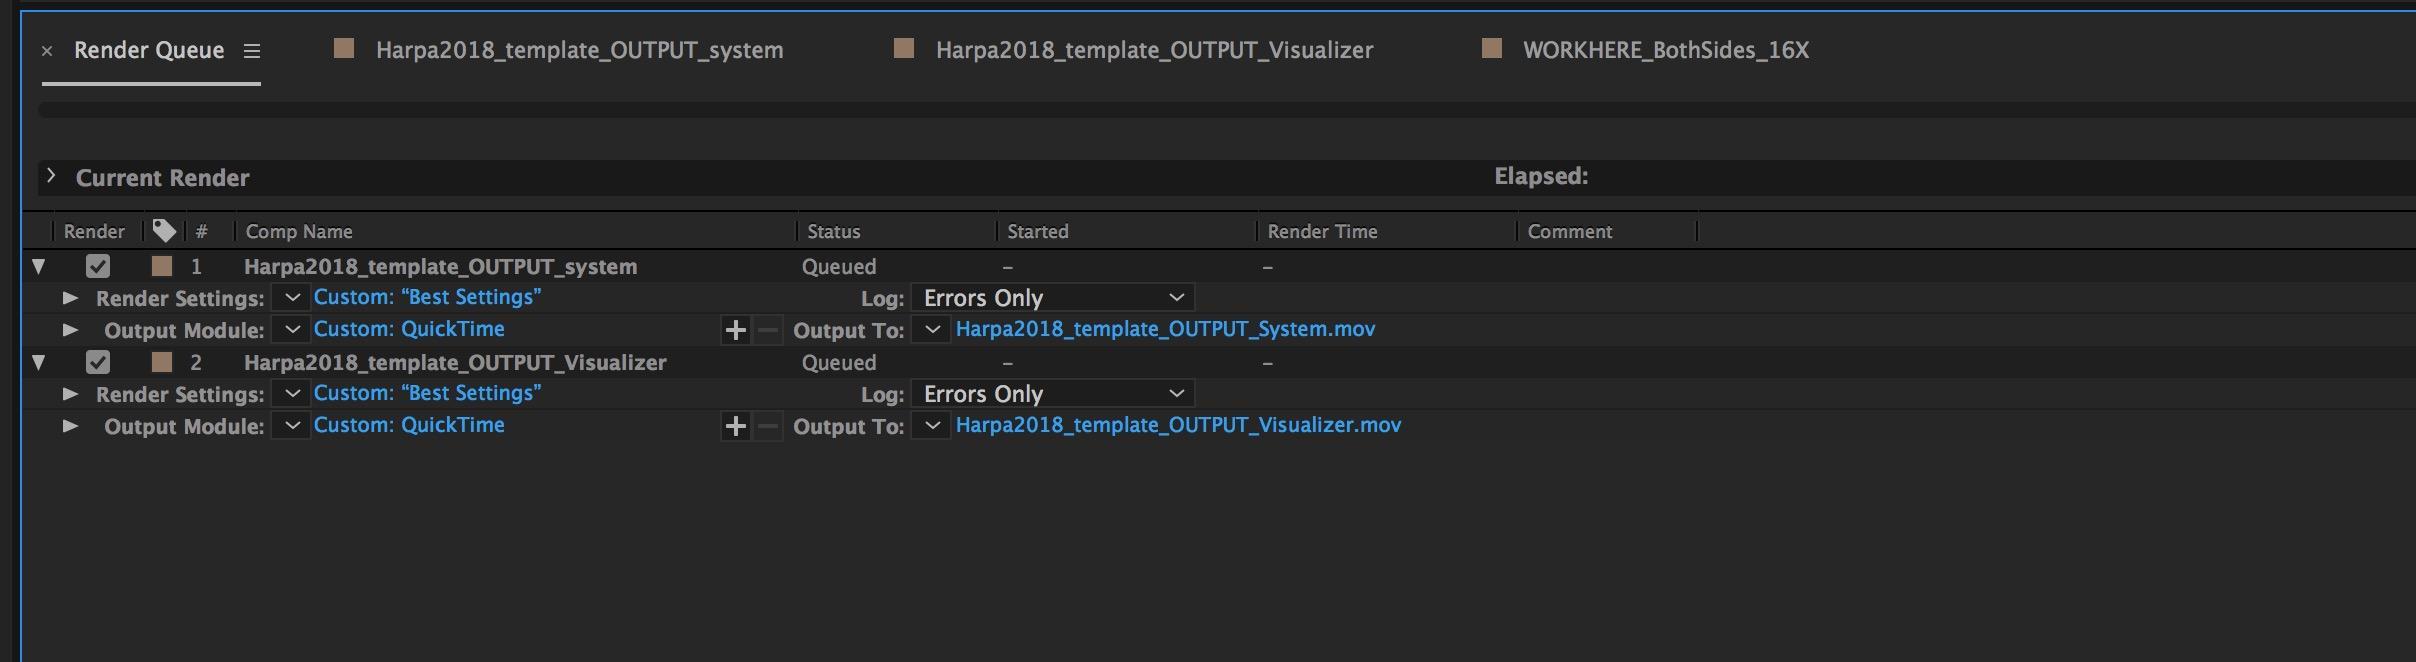 × Render Queue ≡ Harpa2018_template_OUTPUT_system Harpa2018_template_OUTPUT_Visualizer WORKHERE_BothSides_16X
Current Render Elapsed:
Render # Comp Name Status Started Render Time Comment
1 Harpa2018_template_OUTPUT_system Queued – –
Render Settings: Custom: “Best Settings” Log: Errors Only
Output Module: Custom: QuickTime + − Output To: Harpa2018_template_OUTPUT_System.mov
2 Harpa2018_template_OUTPUT_Visualizer Queued – –
Render Settings: Custom: “Best Settings” Log: Errors Only
Output Module: Custom: QuickTime + − Output To: Harpa2018_template_OUTPUT_Visualizer.mov